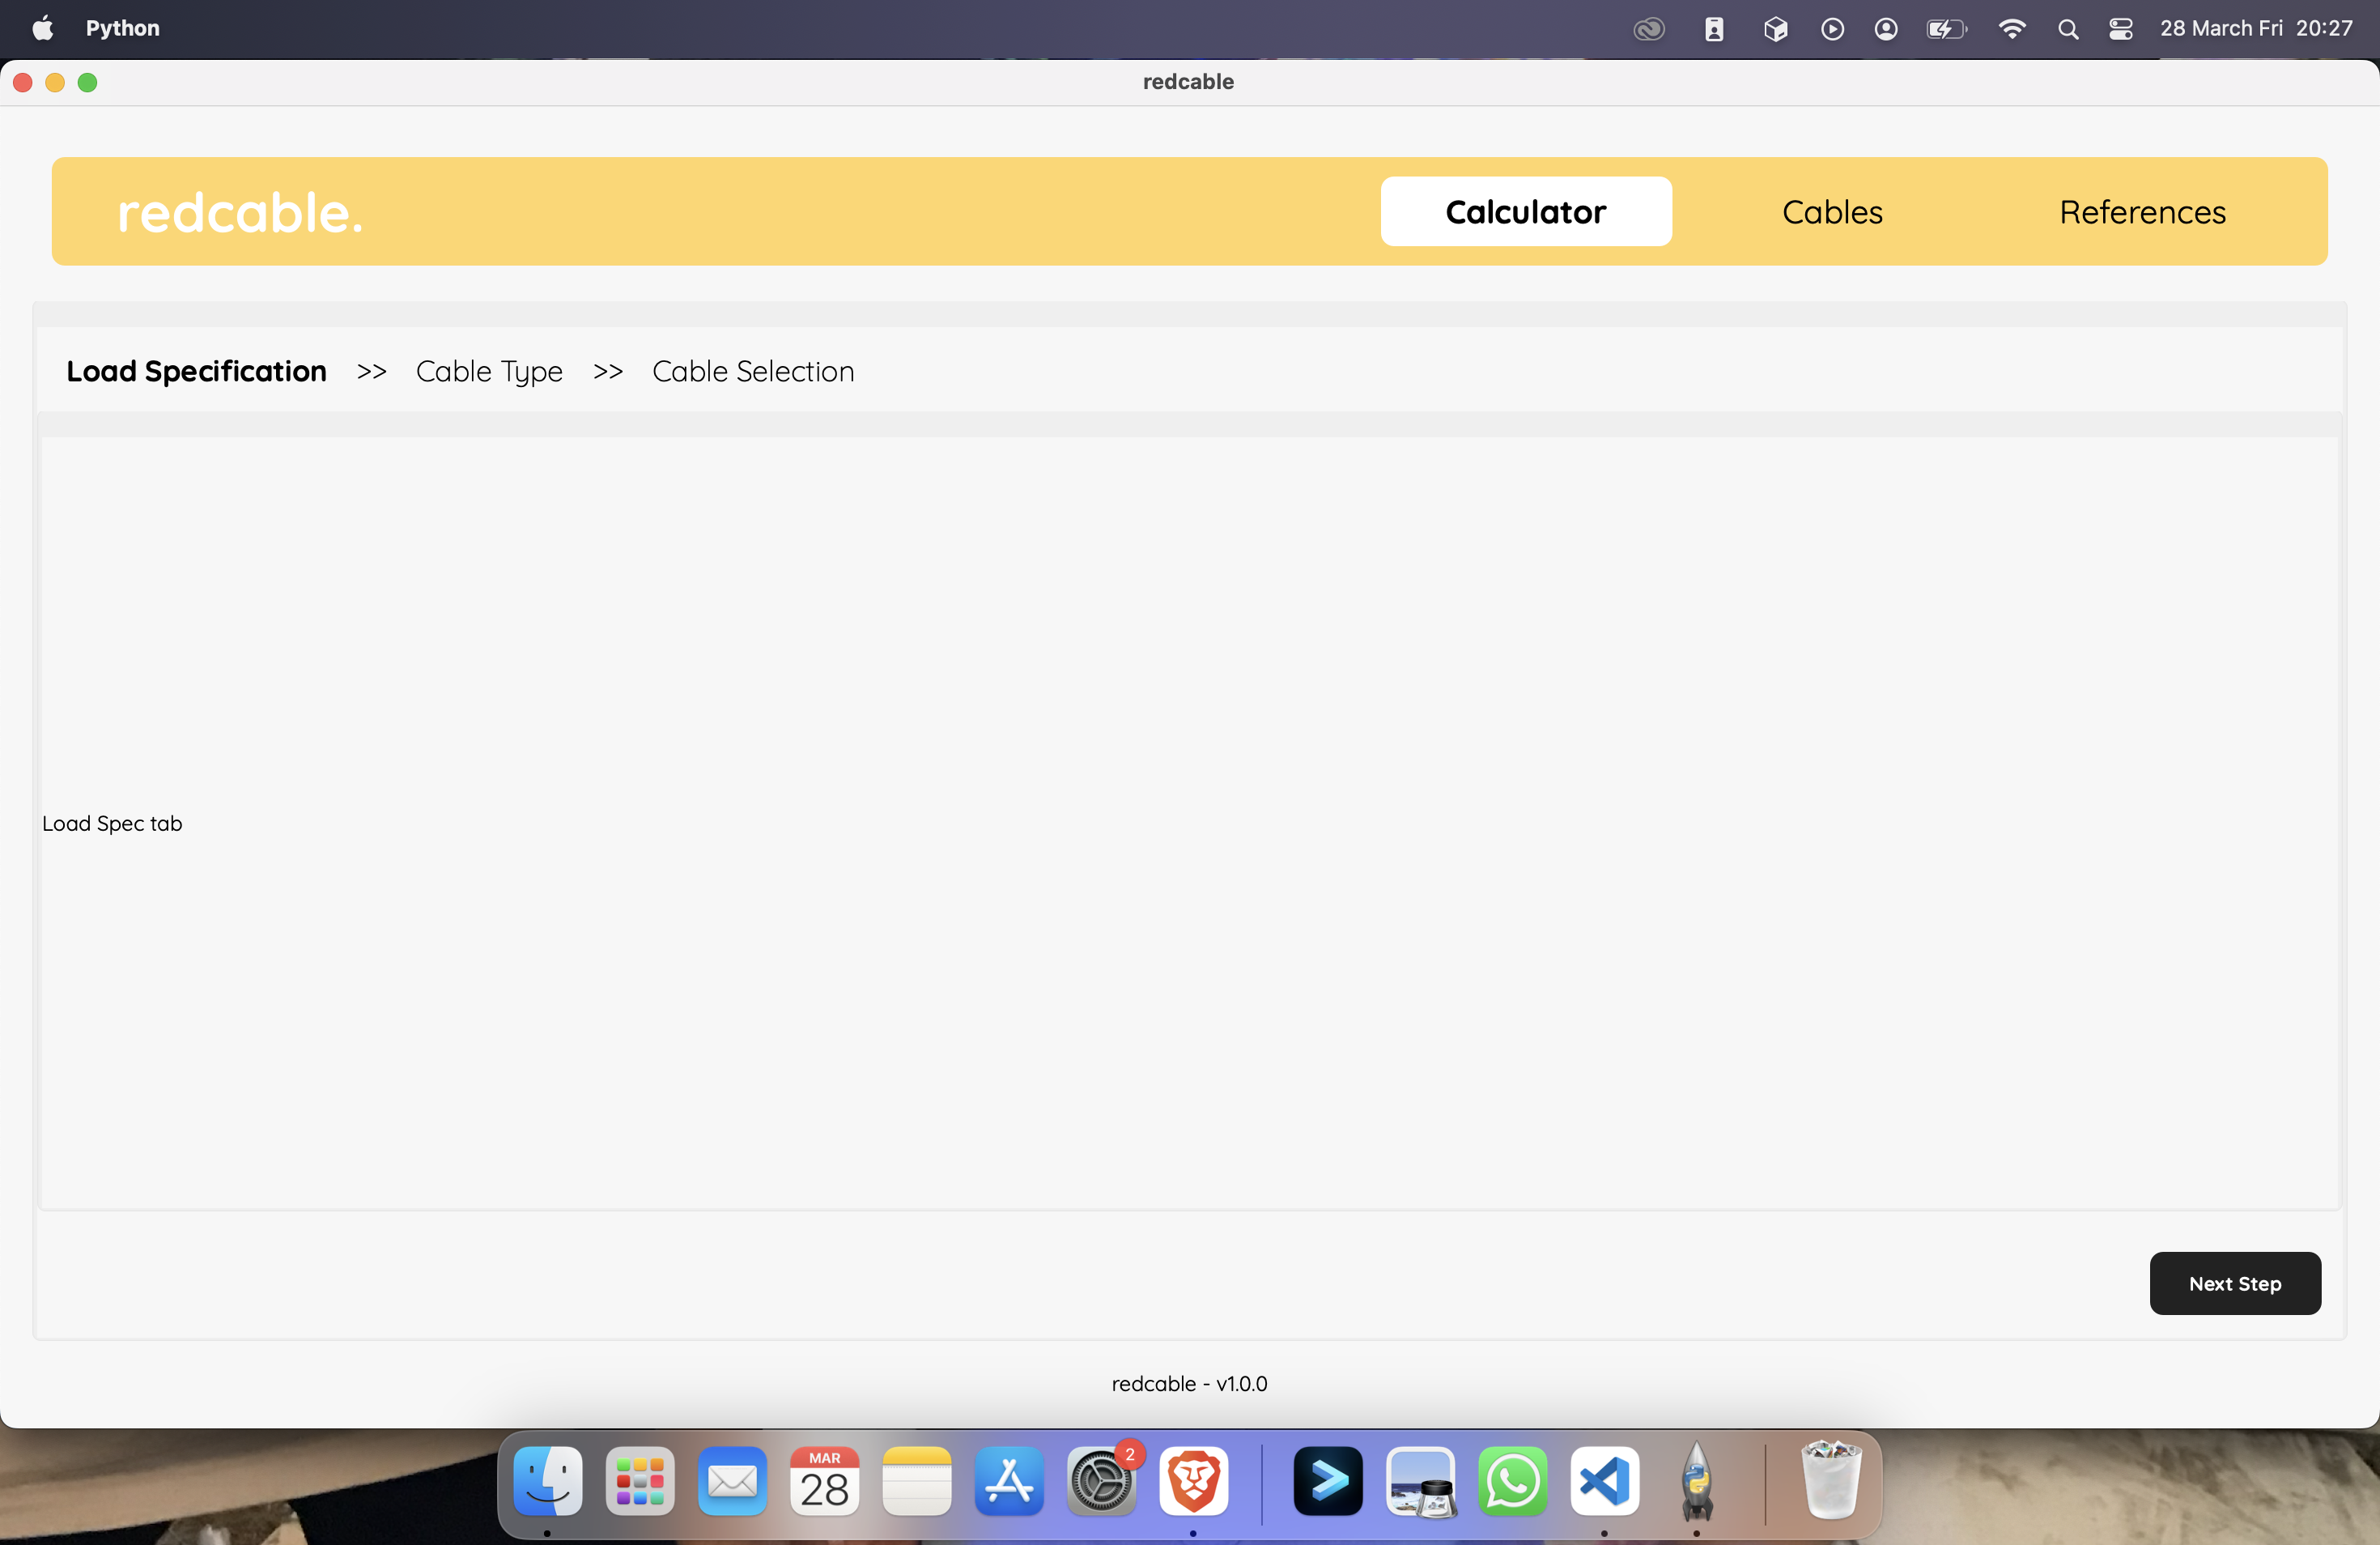 Python
28 March Fri 20:27
redcable
redcable.
Calculator
Cables
References
Load Specification >> Cable Type >> Cable Selection
Load Spec tab
Next Step
redcable - v1.0.0
MAR
28
2